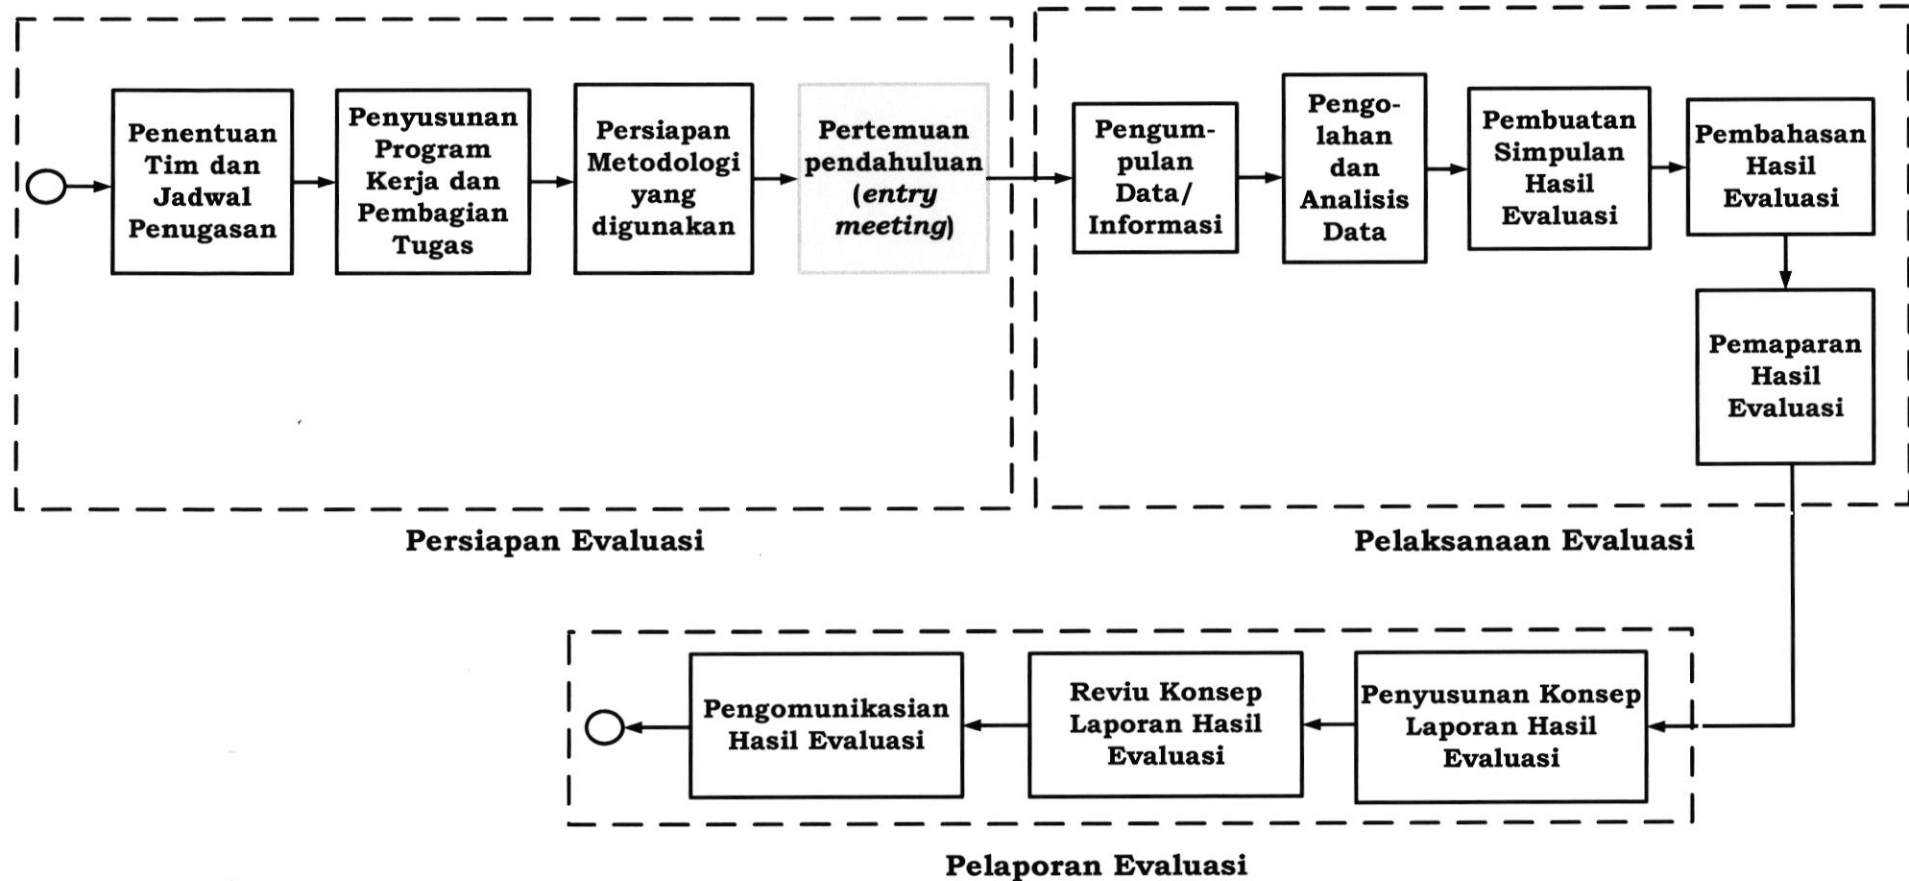 Penentuan
Tim dan
Jadwal
Penugasan
Penyusunan
Program
Kerja dan
Pembagian
Tugas
Persiapan
Metodologi
yang
digunakan
Pertemuan
pendahuluan
(entry
meeting)
Pengum-
pulan
Data/
Informasi
Pengo-
lahan
dan
Analisis
Data
Pembuatan
Simpulan
Hasil
Evaluasi
Pembahasan
Hasil
Evaluasi
Pemaparan
Hasil
Evaluasi
Persiapan Evaluasi
Pelaksanaan Evaluasi
Penyusunan Konsep
Laporan Hasil
Evaluasi
Reviu Konsep
Laporan Hasil
Evaluasi
Pengomunikasian
Hasil Evaluasi
Pelaporan Evaluasi